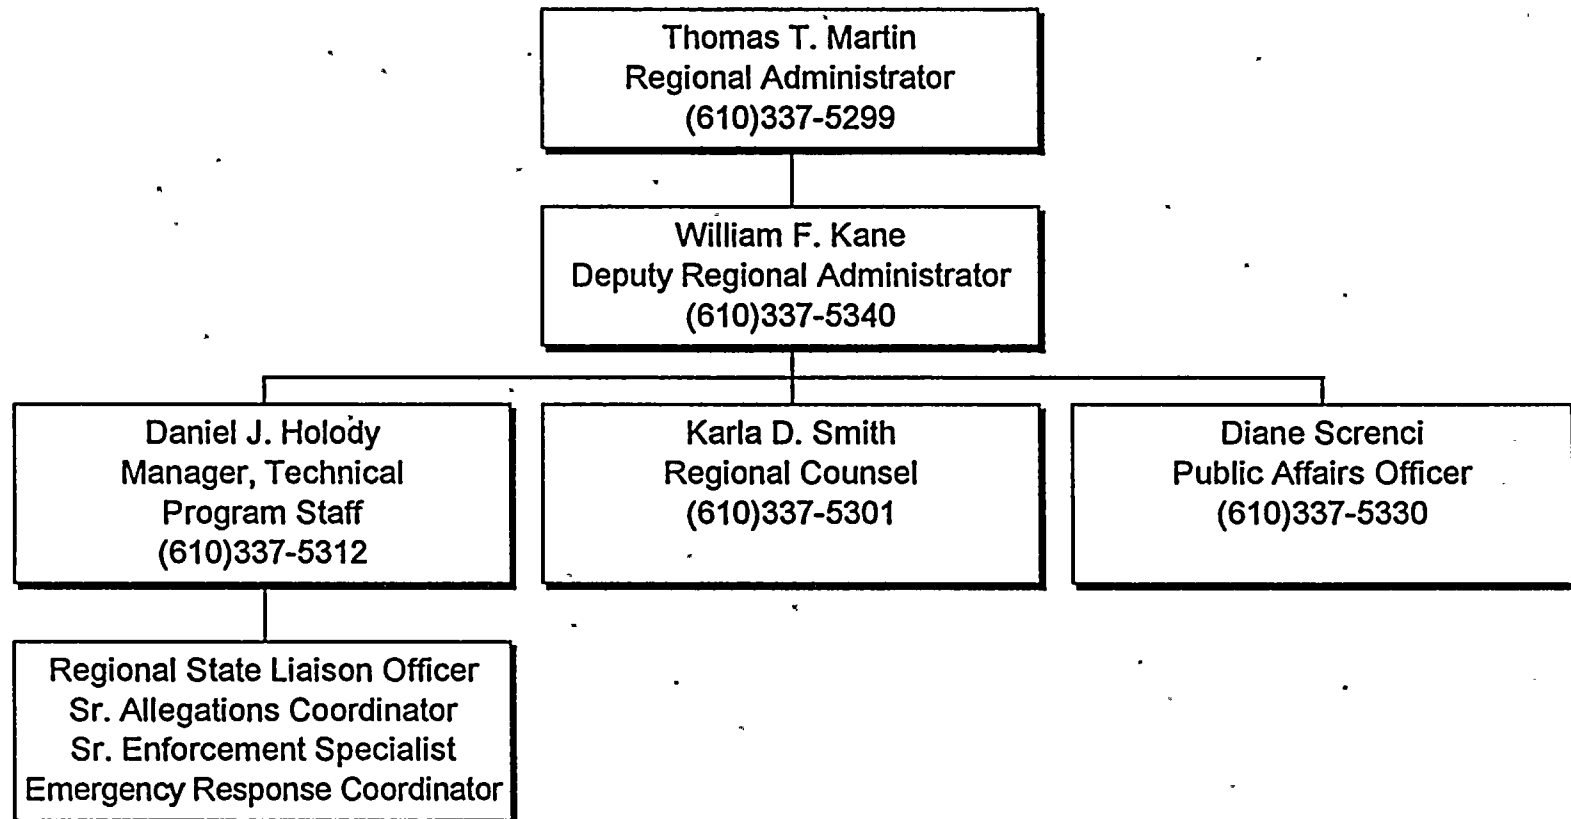 Thomas T. Martin
Regional Administrator
(610)337-5299
William F. Kane
Deputy Regional Administrator
(610)337-5340
Daniel J. Holody
Manager, Technical
Program Staff
(610)337-5312
Karla D. Smith
Regional Counsel
(610)337-5301
Diane Screnci
Public Affairs Officer
(610)337-5330
Regional State Liaison Officer
Sr. Allegations Coordinator
Sr. Enforcement Specialist
Emergency Response Coordinator